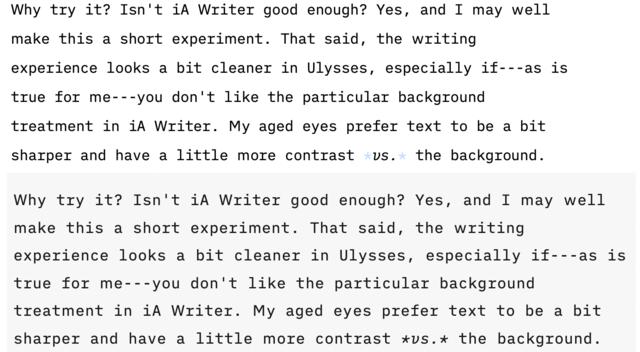 Why try it? Isn't iA Writer good enough? Yes, and I may well
make this a short experiment. That said, the writing
experience looks a bit cleaner in Ulysses, especially if---as is
true for me---you don't like the particular background
treatment in iA Writer. My aged eyes prefer text to be a bit
sharper and have a little more contrast *vs.* the background.
Why try it? Isn't iA Writer good enough? Yes, and I may well
make this a short experiment. That said, the writing
experience looks a bit cleaner in Ulysses, especially if---as is
true for me---you don't like the particular background
treatment in iA Writer. My aged eyes prefer text to be a bit
sharper and have a little more contrast *vs.* the background.